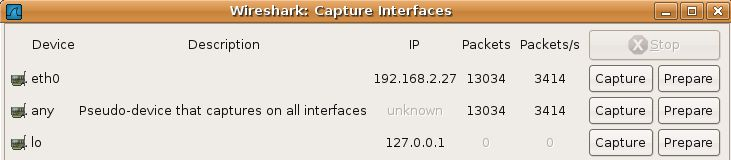 Wireshark: Capture Interfaces
Device Description IP Packets Packets/s Stop
eth0 192.168.2.27 13034 3414 Capture Prepare
any Pseudo-device that captures on all interfaces unknown 13034 3414 Capture Prepare
lo 127.0.0.1 0 0 Capture Prepare